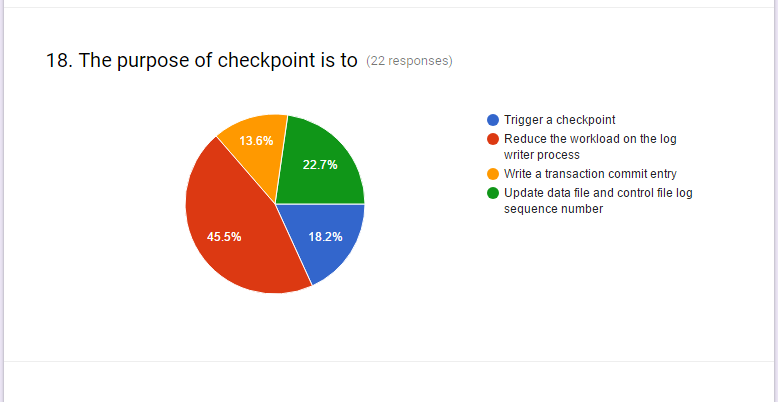 18. The purpose of checkpoint is to (22 responses)
13.6%
22.7%
45.5%
18.2%
Trigger a checkpoint
Reduce the workload on the log
writer process
Write a transaction commit entry
Update data file and control file log
sequence number